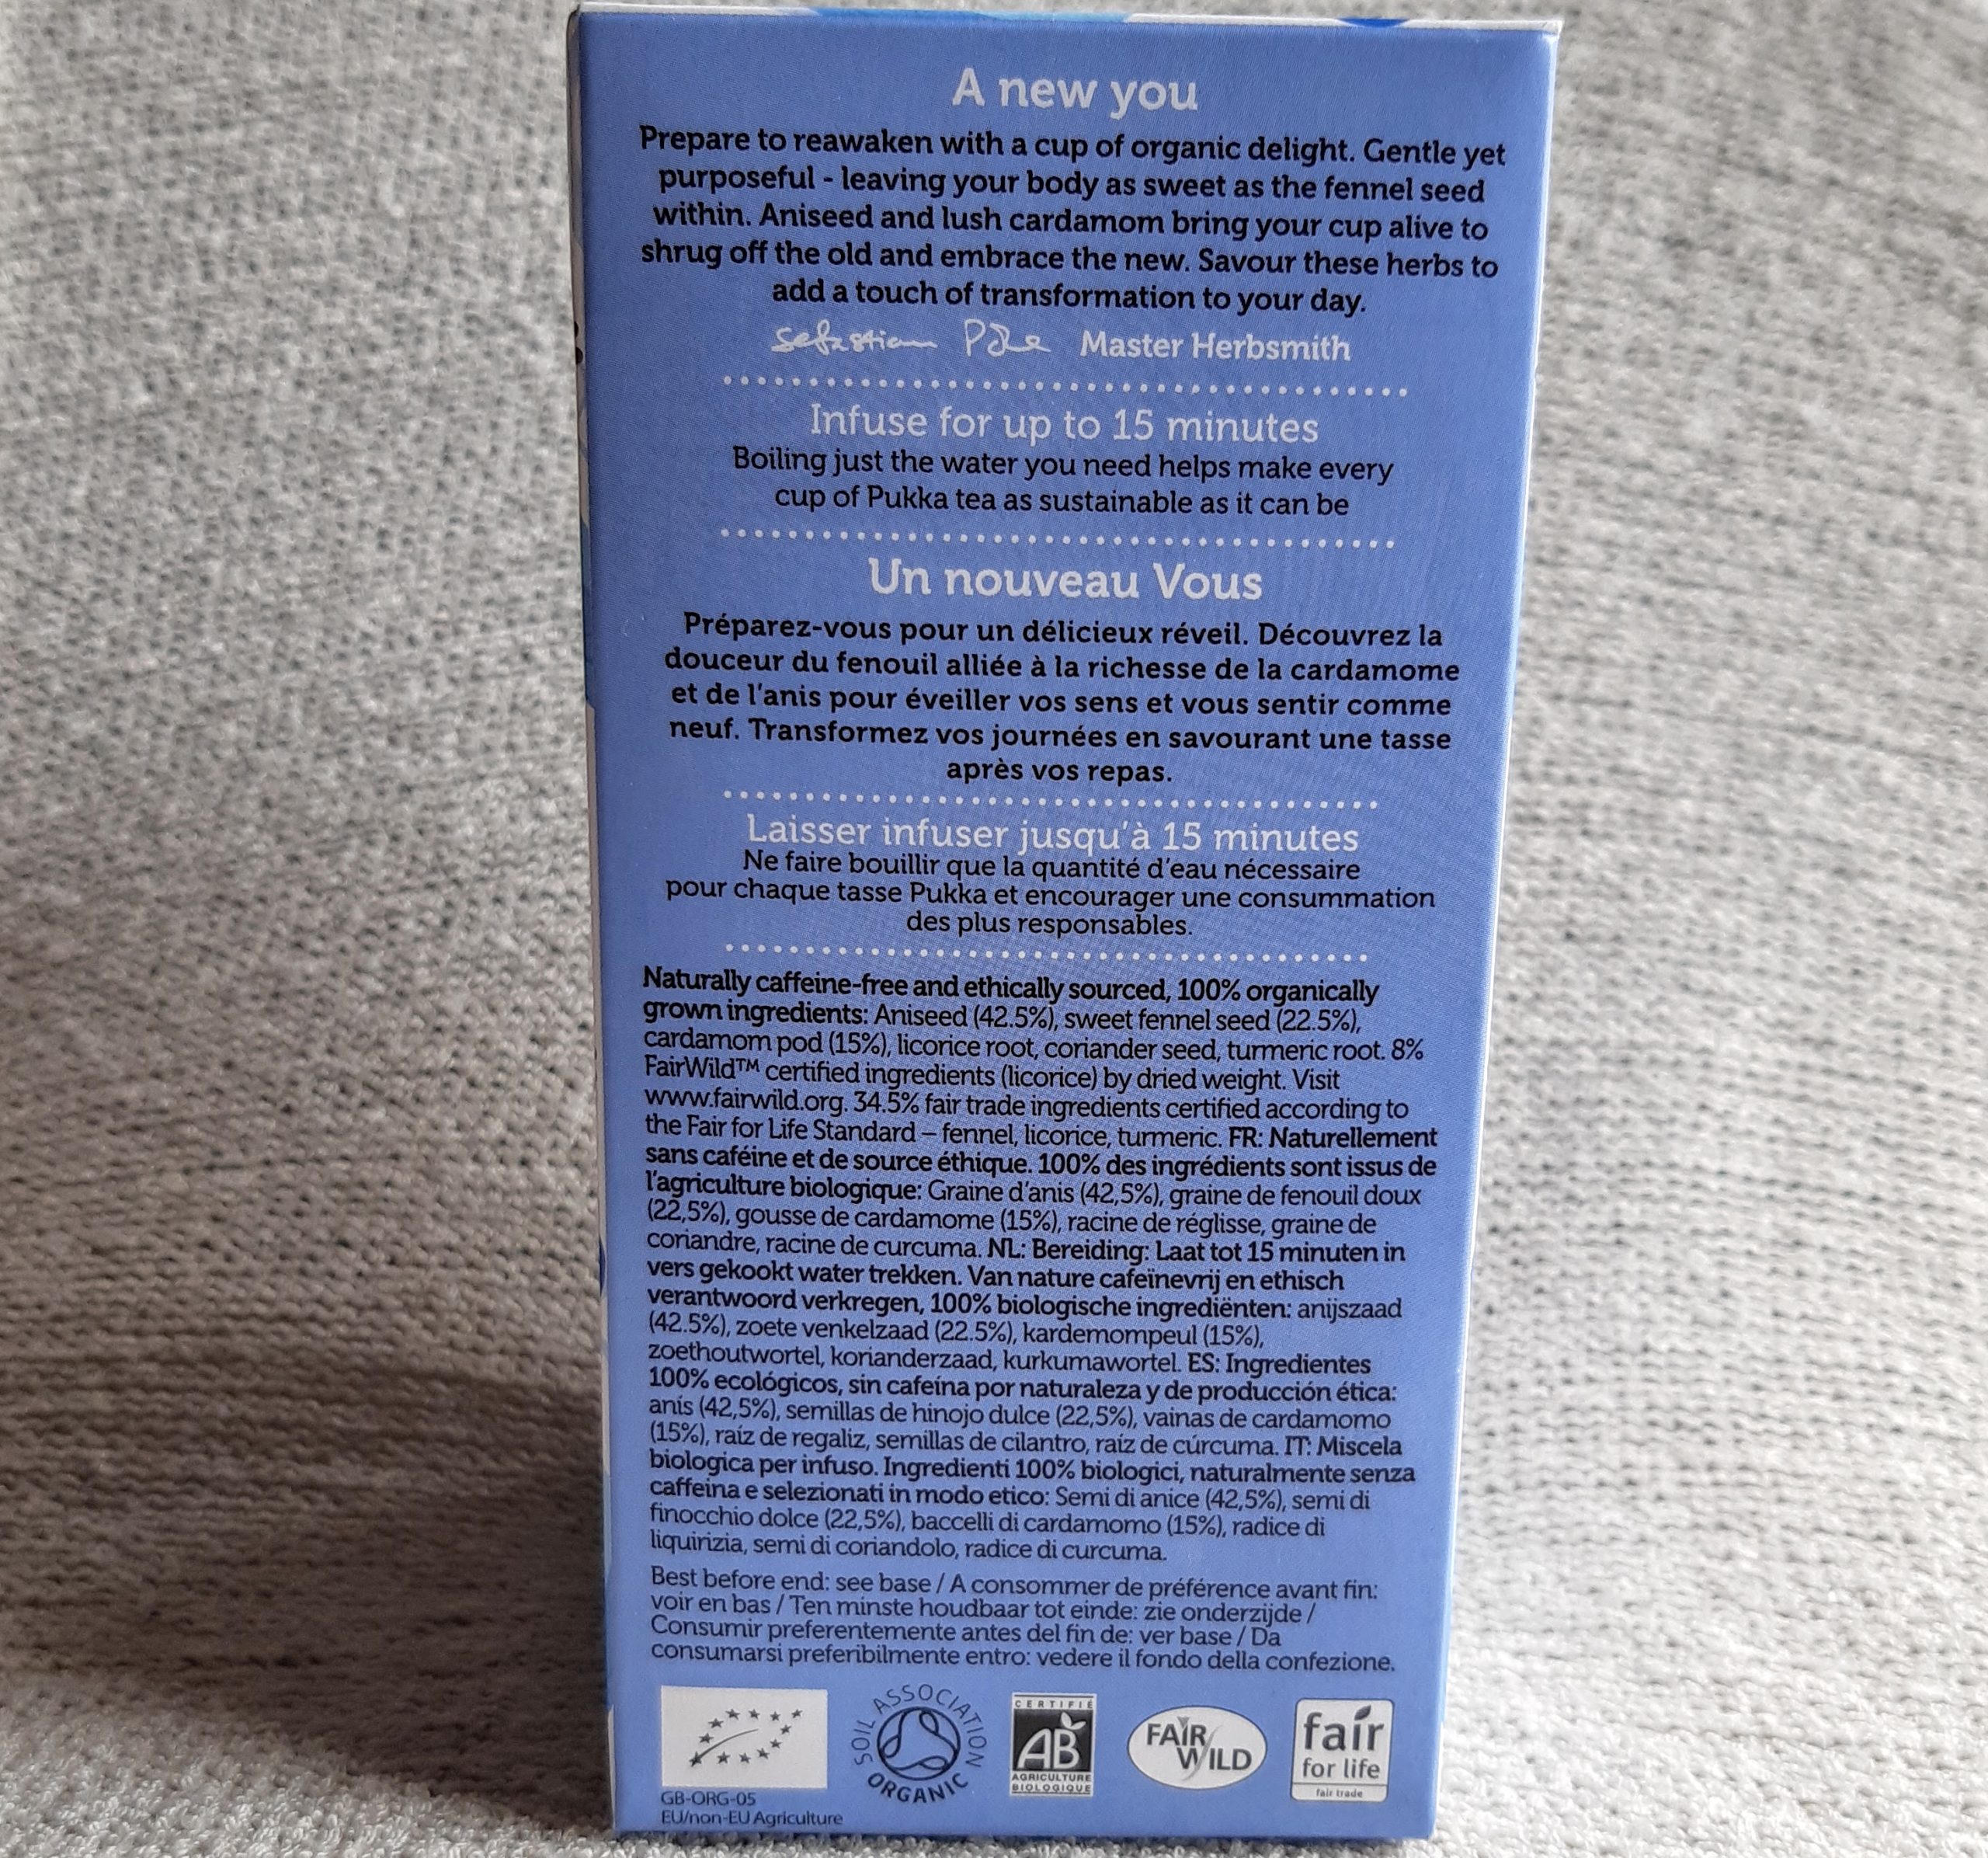 A new you
Prepare to reawaken with a cup of organic delight. Gentle yet
purposeful - leaving your body as sweet as the fennel seed
within. Aniseed and lush cardamom bring your cup alive to
shrug off the old and embrace the new. Savour these herbs to
add a touch of transformation to your day.
Sebastian Pole Master Herbsmith
Infuse for up to 15 minutes
Boiling just the water you need helps make every
cup of Pukka tea as sustainable as it can be
Un nouveau Vous
Préparez-vous pour un délicieux réveil. Découvrez la
douceur du fenouil alliée à la richesse de la cardamome
et de l'anis pour éveiller vos sens et vous sentir comme
neuf. Transformez vos journées en savourant une tasse
après vos repas.
Laisser infuser jusqu'à 15 minutes
Ne faire bouillir que la quantité d'eau nécessaire
pour chaque tasse Pukka et encourager une consummation
des plus responsables.
Naturally caffeine-free and ethically sourced, 100% organically
grown ingredients: Aniseed (42.5%), sweet fennel seed (22.5%),
cardamom pod (15%), licorice root, coriander seed, turmeric root. 8%
FairWild™ certified ingredients (licorice) by dried weight. Visit
www.fairwild.org. 34.5% fair trade ingredients certified according to
the Fair for Life Standard – fennel, licorice, turmeric. FR: Naturellement
sans caféine et de source éthique. 100% des ingrédients sont issus de
l'agriculture biologique: Graine d'anis (42,5%), graine de fenouil doux
(22,5%), gousse de cardamome (15%), racine de réglisse, graine de
coriandre, racine de curcuma. NL: Bereiding: Laat tot 15 minuten in
vers gekookt water trekken. Van nature cafeïnevrij en ethisch
verantwoord verkregen, 100% biologische ingrediënten: anijszaad
(42.5%), zoete venkelzaad (22.5%), kardemompeul (15%),
zoethoutwortel, korianderzaad, kurkumawortel. ES: Ingredientes
100% ecológicos, sin cafeína por naturaleza y de producción ética:
anís (42,5%), semillas de hinojo dulce (22,5%), vainas de cardamomo
(15%), raíz de regaliz, semillas de cilantro, raíz de cúrcuma. IT: Miscela
biologica per infuso. Ingredienti 100% biologici, naturalmente senza
caffeina e selezionati in modo etico: Semi di anice (42,5%), semi di
finocchio dolce (22,5%), baccelli di cardamomo (15%), radice di
liquirizia, semi di coriandolo, radice di curcuma.
Best before end: see base / A consommer de préférence avant fin:
voir en bas / Ten minste houdbaar tot einde: zie onderzijde /
Consumir preferentemente antes del fin de: ver base / Da
consumarsi preferibilmente entro: vedere il fondo della confezione.
GB-ORG-05
EU/non-EU Agriculture
SOIL ASSOCIATION
ORGANIC
CERTIFIÉ
AB
AGRICULTURE
BIOLOGIQUE
FAIR
WILD
fair
for life
fair trade